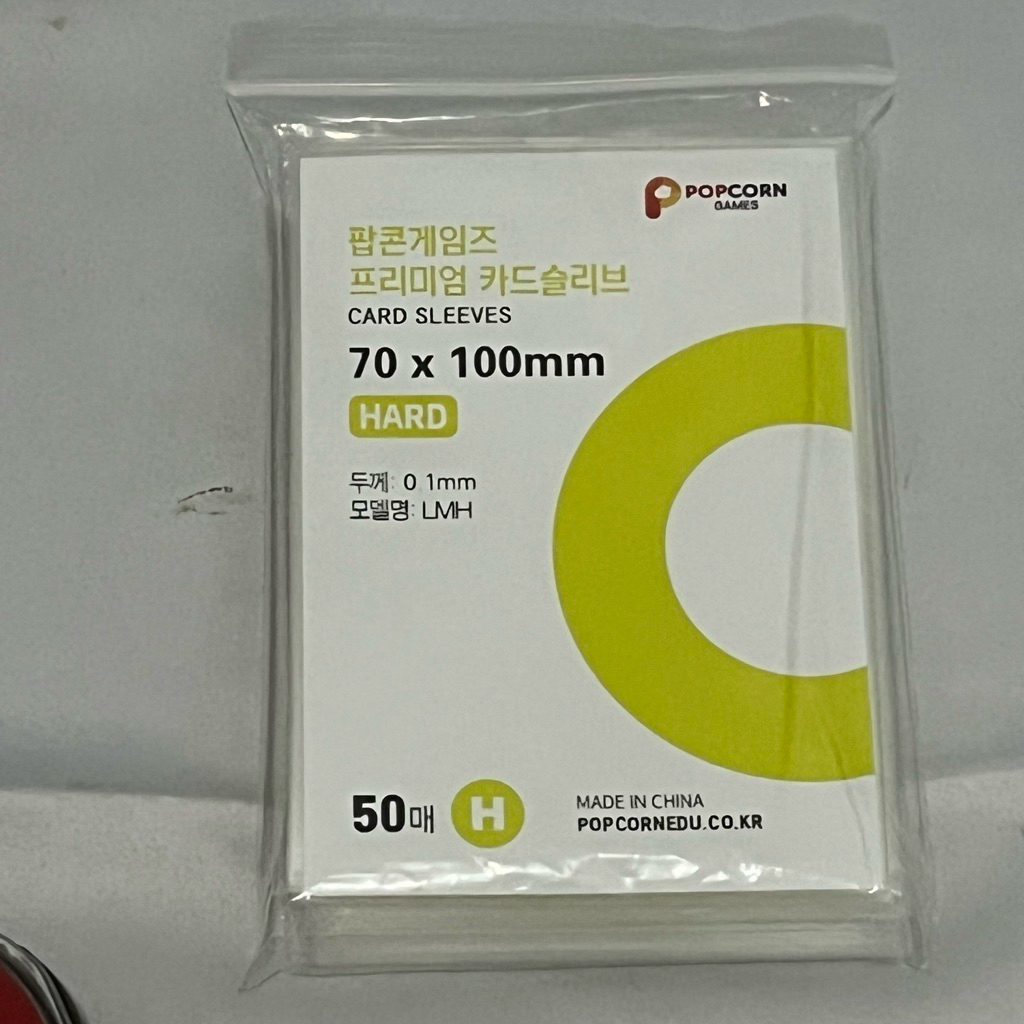 POPCORN
GAMES
팝콘게임즈
프리미엄 카드슬리브
CARD SLEEVES
70 x 100mm
HARD
두께: 0.1mm
모델명: LMH
50매
H
MADE IN CHINA
POPCORNEDU.CO.KR